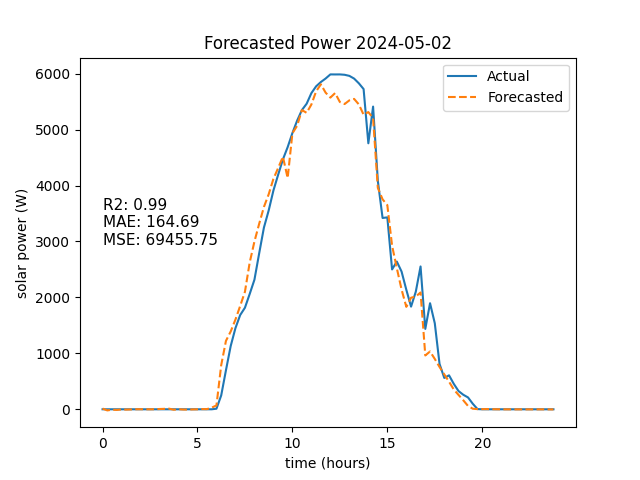 Forecasted Power 2024-05-02
Actual
Forecasted
R2: 0.99
MAE: 164.69
MSE: 69455.75
solar power (W)
6000
5000
4000
3000
2000
1000
0
0 5 10 15 20
time (hours)